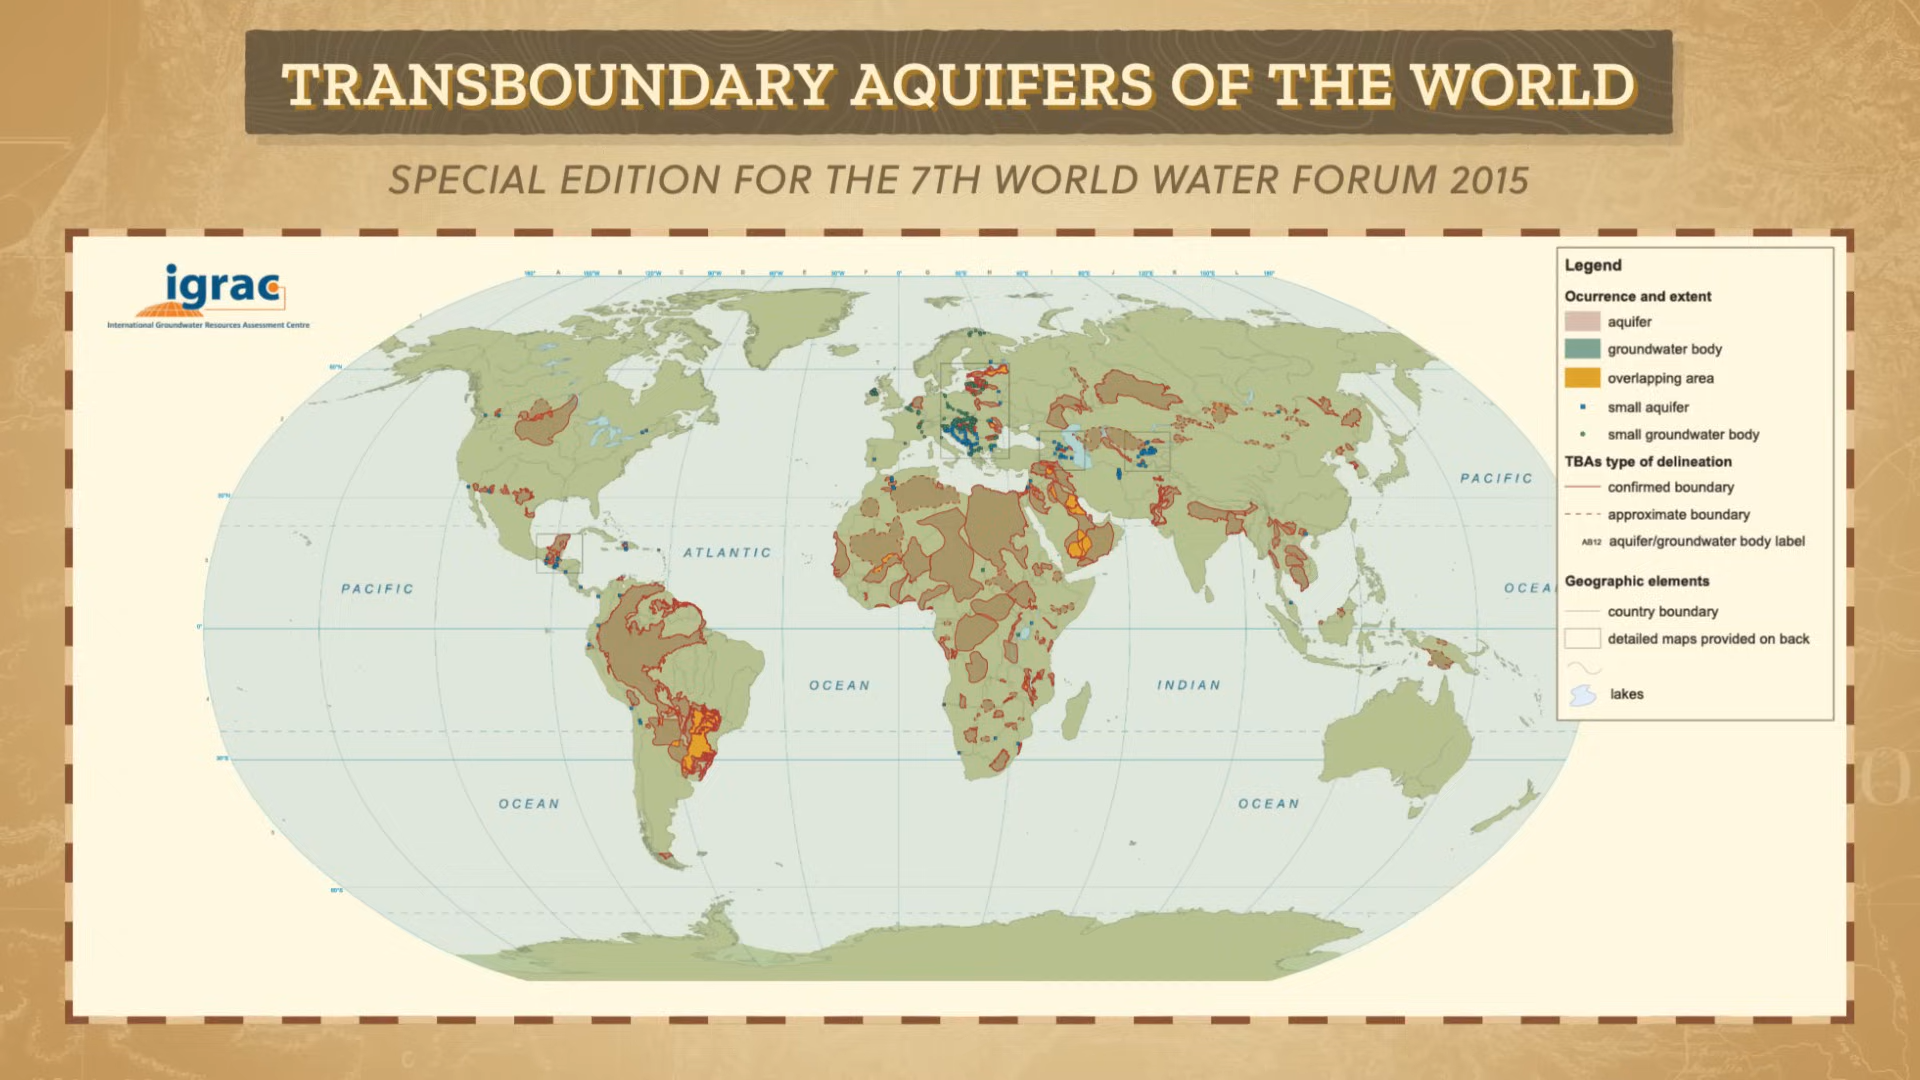 TRANSBOUNDARY AQUIFERS OF THE WORLD
SPECIAL EDITION FOR THE 7TH WORLD WATER FORUM 2015
igrac
International Groundwater Resources Assessment Centre
PACIFIC
OCEAN
ATLANTIC
OCEAN
INDIAN
OCEAN
PACIFIC
OCEA
Legend
Ocurrence and extent
aquifer
groundwater body
overlapping area
small aquifer
small groundwater body
TBAs type of delineation
confirmed boundary
approximate boundary
AB12 aquifer/groundwater body label
Geographic elements
country boundary
detailed maps provided on back
lakes